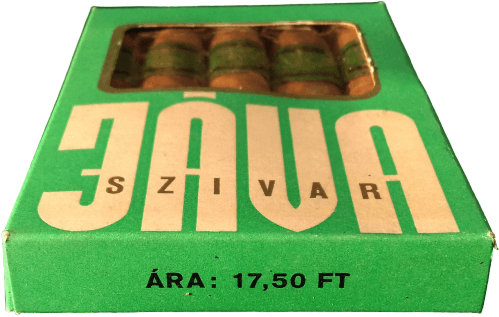 JÁVA
SZIVAR
ÁRA: 17,50 FT